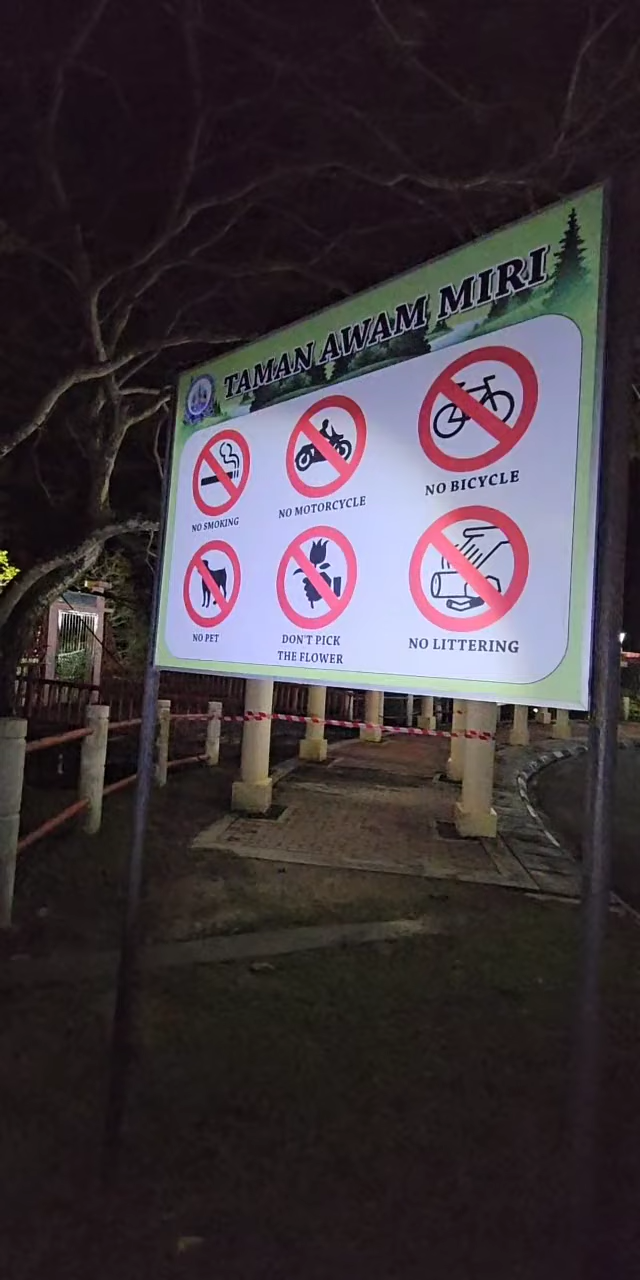 TAMAN AWAM MIRI
NO SMOKING
NO MOTORCYCLE
NO BICYCLE
NO PET
DON'T PICK
THE FLOWER
NO LITTERING